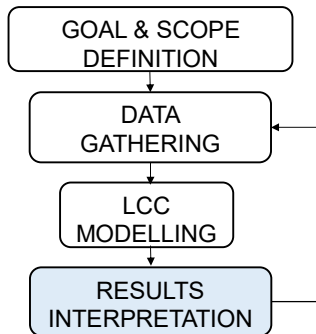 GOAL & SCOPE
DEFINITION
DATA
GATHERING
LCC
MODELLING
RESULTS
INTERPRETATION